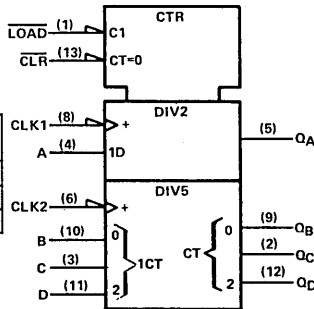 CTR
LOAD (1) C1
CLR (13) CT=0
DIV2
CLK1 (8) +
(5) QA
A (4) 1D
DIV5
CLK2 (6) +
B (10) 0 0 (9) QB
C (3) 1CT CT (2) QC
D (11) 2 2 (12) QD